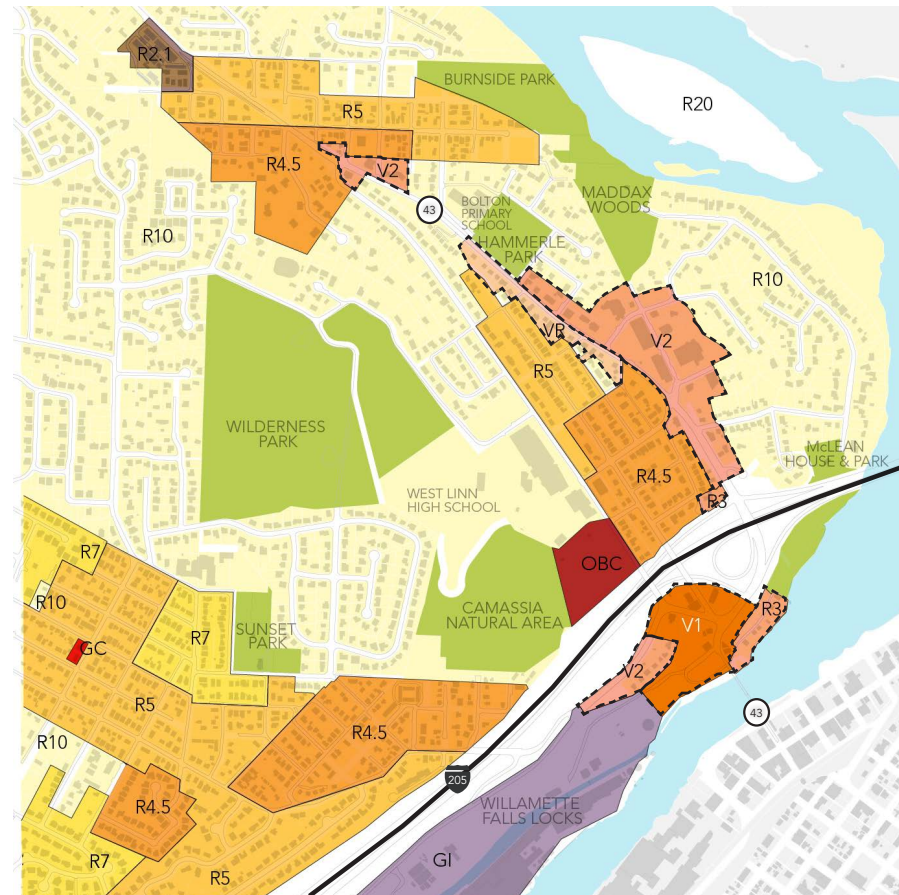 R2.1
BURNSIDE PARK
R20
R5
R4.5
V2
MADDAX
WOODS
43
BOLTON
PRIMARY
SCHOOL
HAMMERLE
PARK
R10
R10
VR
V2
R5
WILDERNESS
PARK
McLEAN
HOUSE & PARK
R4.5
WEST LINN
HIGH SCHOOL
R3
R7
OBC
R10
CAMASSIA
NATURAL AREA
R3
V1
SUNSET
PARK
R7
GC
V2
R5
43
R4.5
R10
205
R4.5
WILLAMETTE
FALLS LOCKS
R7
GI
R5